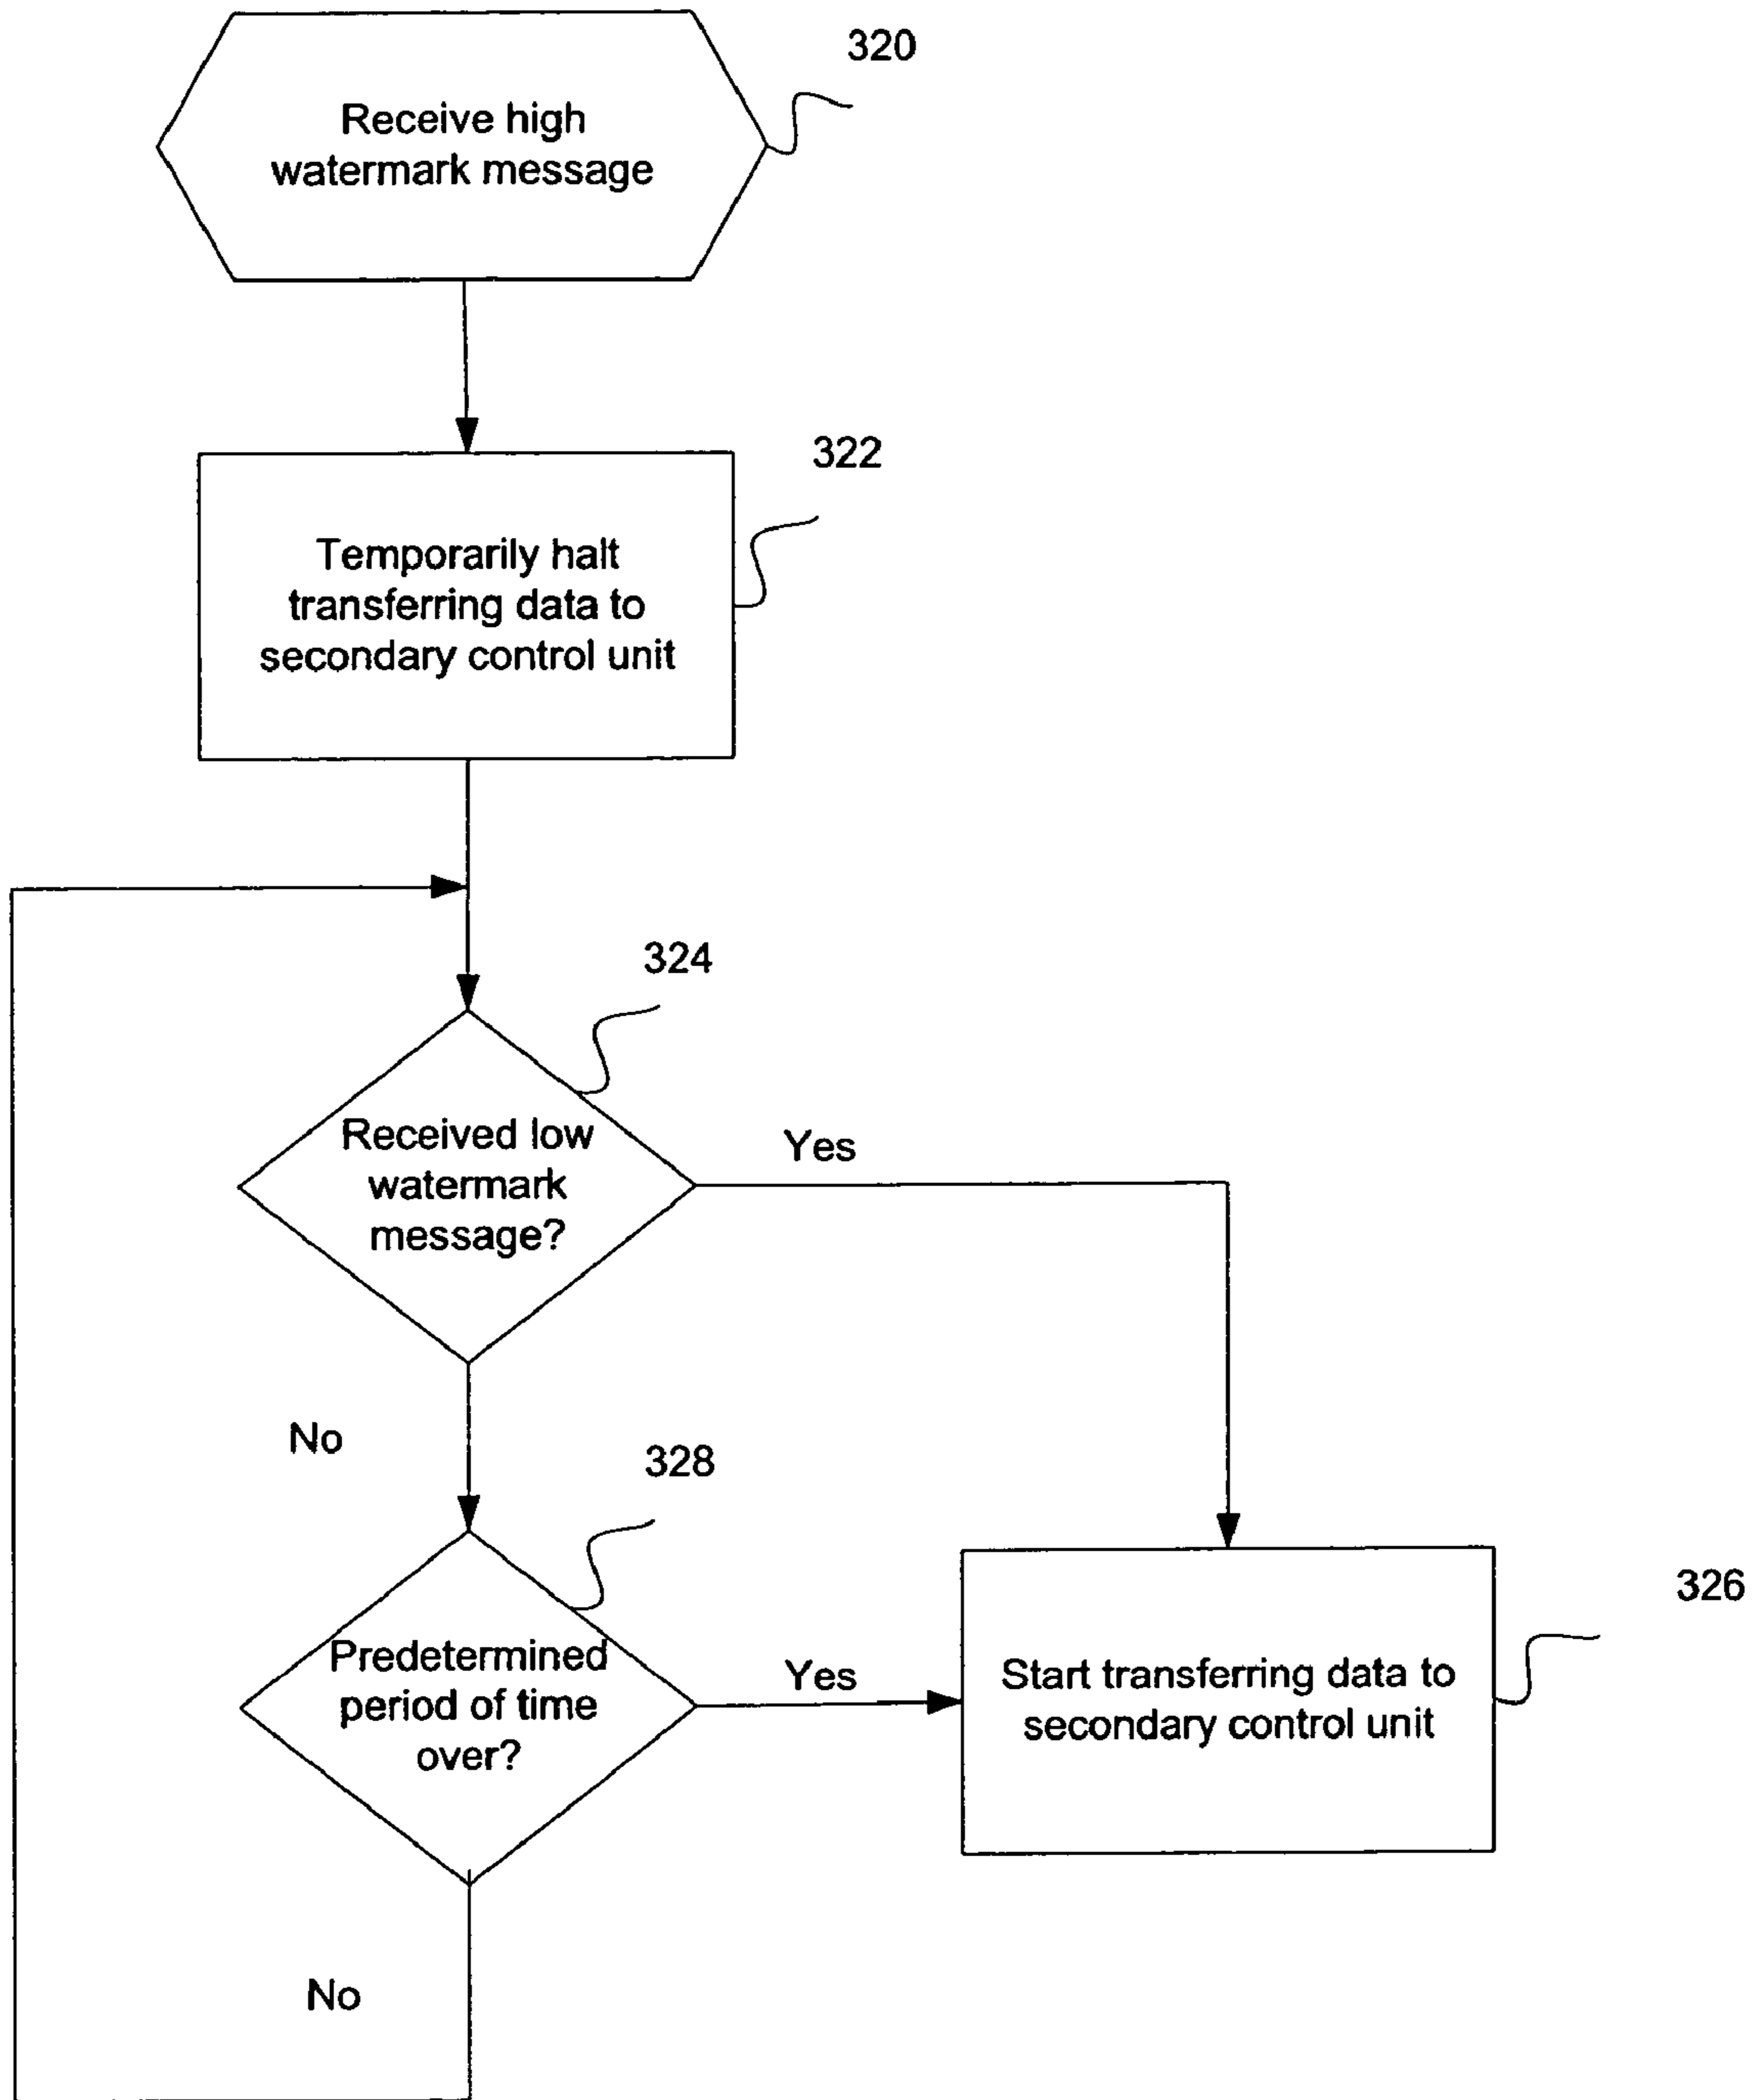 320
Receive high
watermark message
322
Temporarily halt
transferring data to
secondary control unit
324
Received low
watermark
message?
Yes
No
328
Predetermined
period of time
over?
Yes
326
Start transferring data to
secondary control unit
No